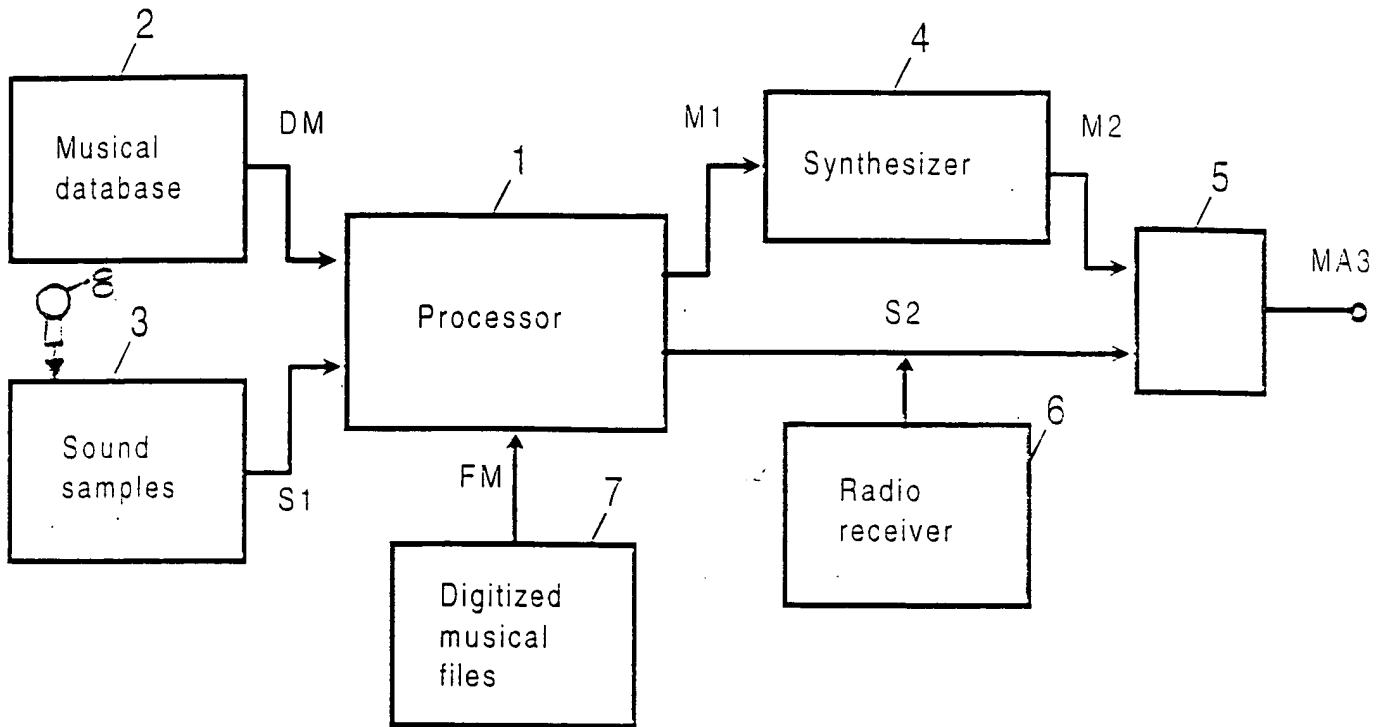 2
4
DM
M1
M2
Musical
database
1
Synthesizer
5
8
MA3
3
Processor
S2
Sound
samples
S1
FM
7
6
Radio
receiver
Digitized
musical
files